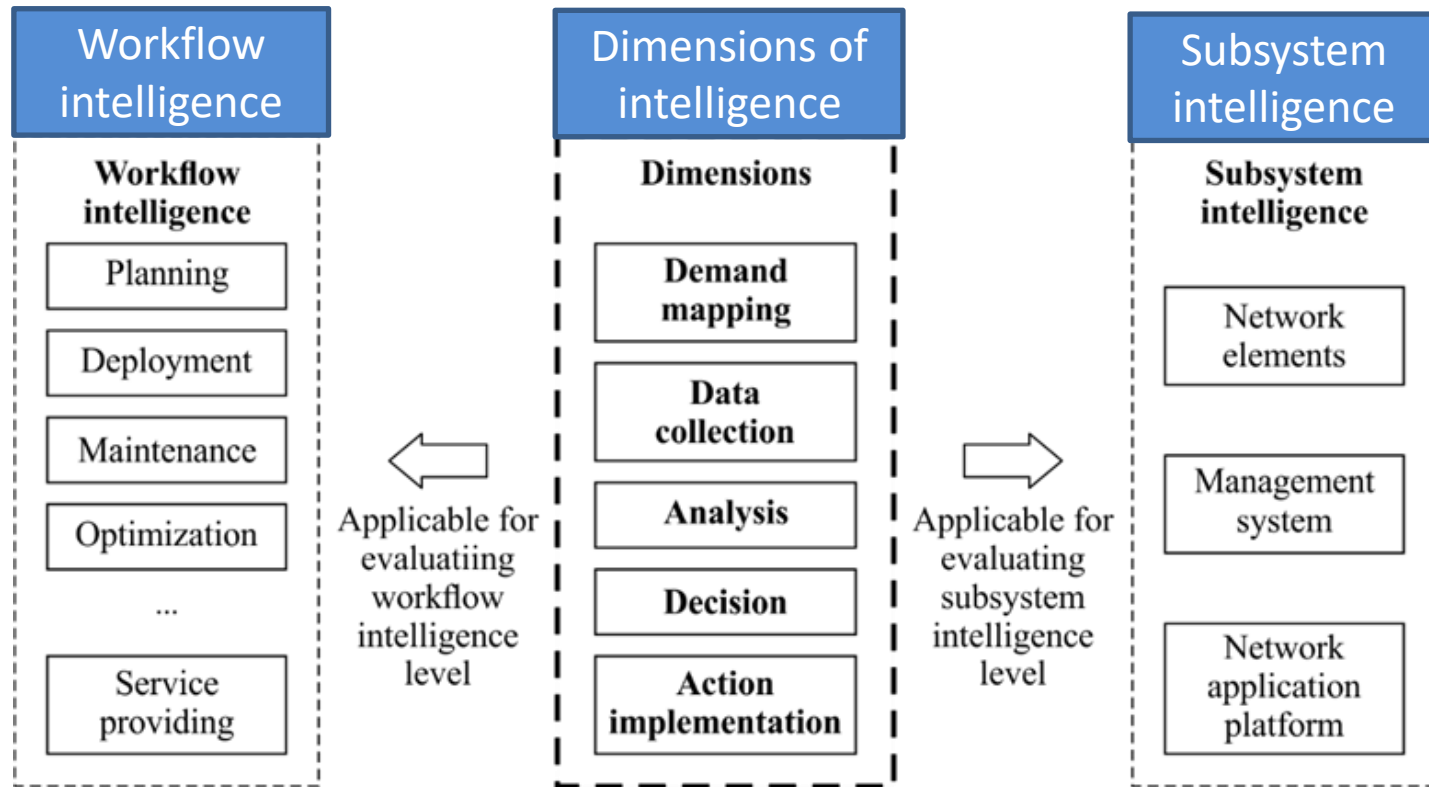 Workflow
intelligence
Dimensions of
intelligence
Subsystem
intelligence
Workflow
intelligence
Planning
Deployment
Maintenance
Optimization
...
Service
providing
Applicable for
evaluatiing
workflow
intelligence
level
Dimensions
Demand
mapping
Data
collection
Analysis
Decision
Action
implementation
Applicable for
evaluating
subsystem
intelligence
level
Subsystem
intelligence
Network
elements
Management
system
Network
application
platform